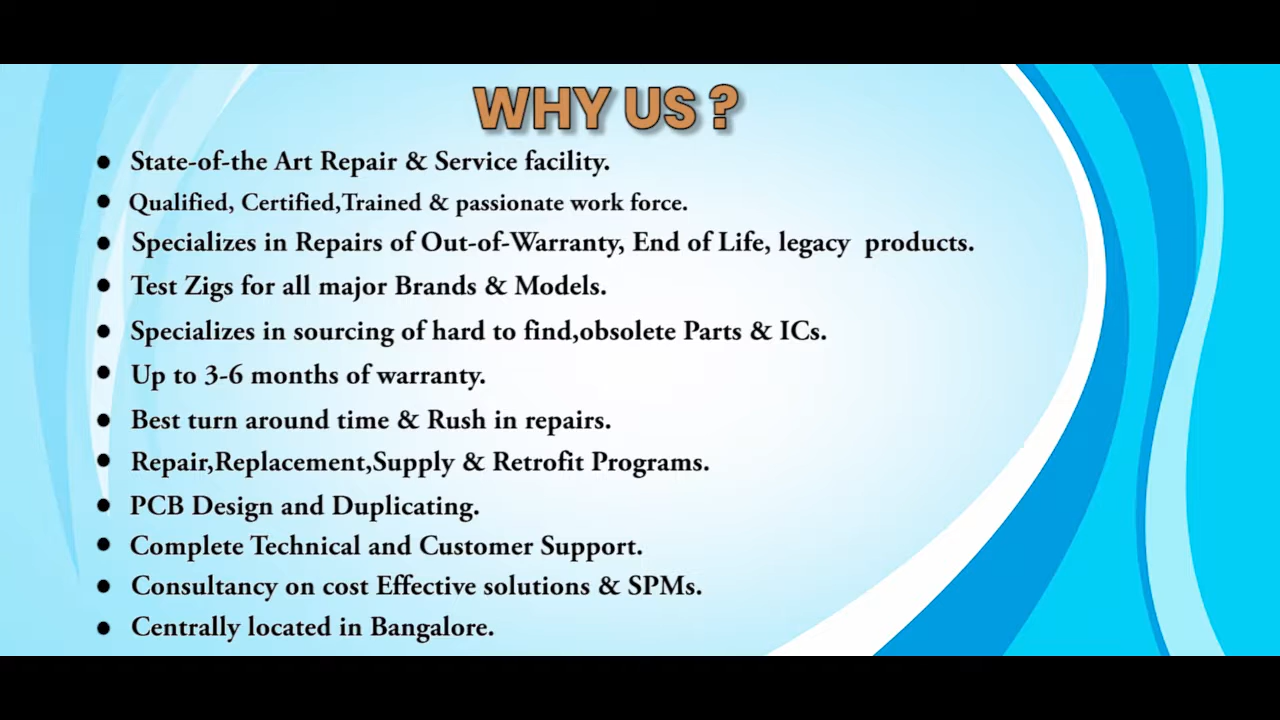 WHY US ?
State-of-the Art Repair & Service facility.
Qualified, Certified,Trained & passionate work force.
Specializes in Repairs of Out-of-Warranty, End of Life, legacy  products.
Test Zigs for all major Brands & Models.
Specializes in sourcing of hard to find,obsolete Parts & ICs.
Up to 3-6 months of warranty.
Best turn around time & Rush in repairs.
Repair,Replacement,Supply & Retrofit Programs.
PCB Design and Duplicating.
Complete Technical and Customer Support.
Consultancy on cost Effective solutions & SPMs.
Centrally located in Bangalore.